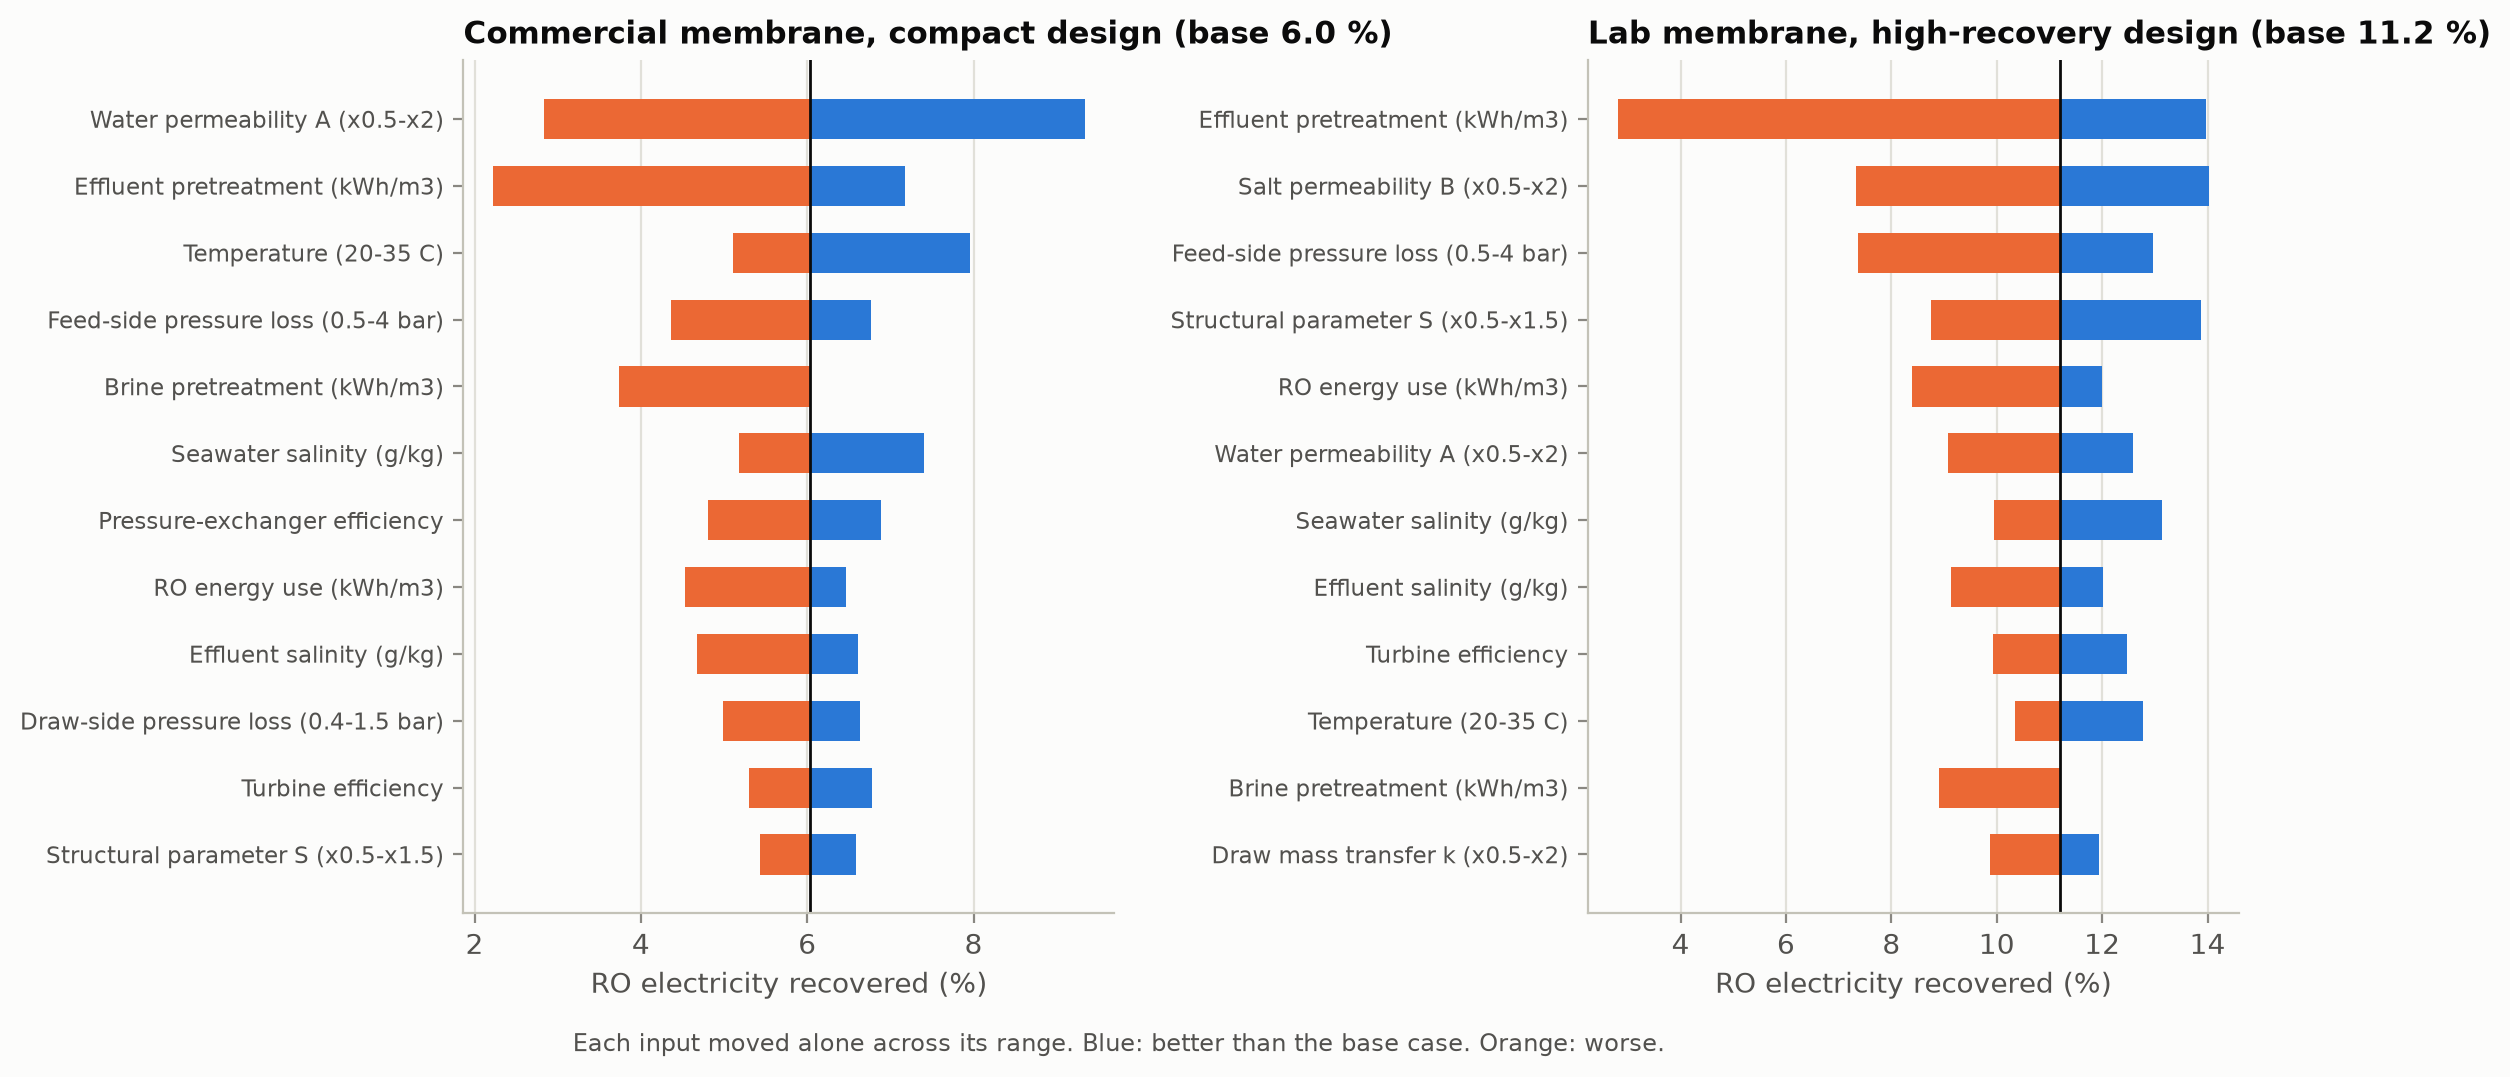 Commercial membrane, compact design (base 6.0 %)
Water permeability A (x0.5-x2)
Effluent pretreatment (kWh/m3)
Temperature (20-35 C)
Feed-side pressure loss (0.5-4 bar)
Brine pretreatment (kWh/m3)
Seawater salinity (g/kg)
Pressure-exchanger efficiency
RO energy use (kWh/m3)
Effluent salinity (g/kg)
Draw-side pressure loss (0.4-1.5 bar)
Turbine efficiency
Structural parameter S (x0.5-x1.5)
2 4 6 8
RO electricity recovered (%)
Lab membrane, high-recovery design (base 11.2 %)
Effluent pretreatment (kWh/m3)
Salt permeability B (x0.5-x2)
Feed-side pressure loss (0.5-4 bar)
Structural parameter S (x0.5-x1.5)
RO energy use (kWh/m3)
Water permeability A (x0.5-x2)
Seawater salinity (g/kg)
Effluent salinity (g/kg)
Turbine efficiency
Temperature (20-35 C)
Brine pretreatment (kWh/m3)
Draw mass transfer k (x0.5-x2)
4 6 8 10 12 14
RO electricity recovered (%)
Each input moved alone across its range. Blue: better than the base case. Orange: worse.